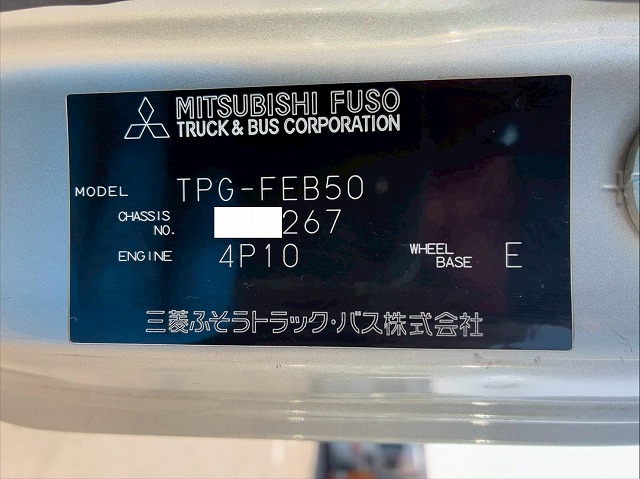 MITSUBISHI FUSO
TRUCK & BUS CORPORATION
MODEL TPG-FEB50
CHASSIS NO. 267
ENGINE 4P10 WHEEL BASE E
三菱ふそうトラック・バス株式会社